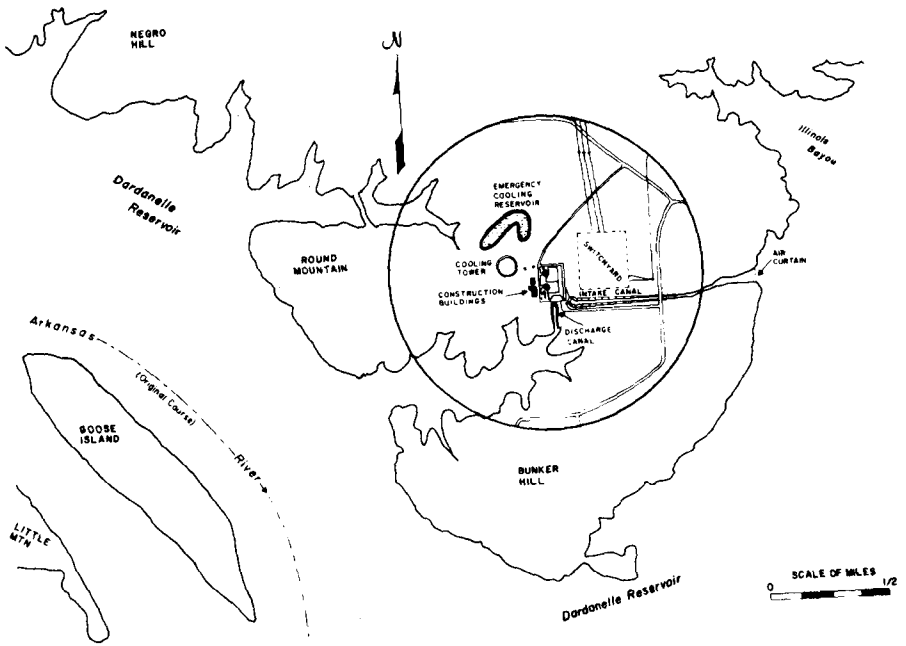 NEGRO
HILL
N
Illinois
Bayou
Dardanelle
Reservoir
EMERGENCY
COOLING
RESERVOIR
ROUND
MOUNTAIN
COOLING
TOWER
SWITCHYARD
AIR
CURTAIN
CONSTRUCTION
BUILDINGS
INTAKE CANAL
DISCHARGE
CANAL
Arkansas
(Original Course)
River
GOOSE
ISLAND
BUNKER
HILL
LITTLE
MTN
Dardanelle Reservoir
SCALE OF MILES
0 1/2